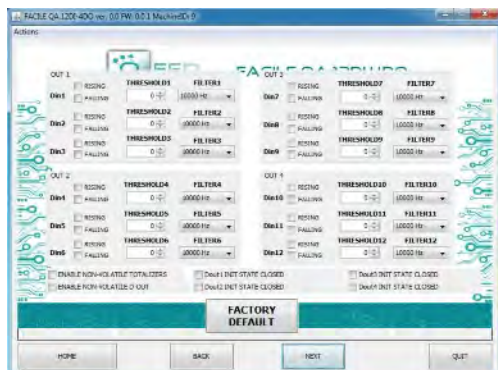 FACILE QA.12DI-4DO ver: 0.0 FW: 0.0.1 MachineID: 9
Actions
OUT 1
THRESHOLD1 FILTER1
Din1 RISING FALLING 0 10000 Hz
THRESHOLD2 FILTER2
Din2 RISING FALLING 0 10000 Hz
THRESHOLD3 FILTER3
Din3 RISING FALLING 0 10000 Hz
OUT 2
THRESHOLD4 FILTER4
Din4 RISING FALLING 0 10000 Hz
THRESHOLD5 FILTER5
Din5 RISING FALLING 0 10000 Hz
THRESHOLD6 FILTER6
Din6 RISING FALLING 0 10000 Hz
OUT 3
THRESHOLD7 FILTER7
Din7 RISING FALLING 0 10000 Hz
THRESHOLD8 FILTER8
Din8 RISING FALLING 0 10000 Hz
THRESHOLD9 FILTER9
Din9 RISING FALLING 0 10000 Hz
OUT 4
THRESHOLD10 FILTER10
Din10 RISING FALLING 0 10000 Hz
THRESHOLD11 FILTER11
Din11 RISING FALLING 0 10000 Hz
THRESHOLD12 FILTER12
Din12 RISING FALLING 0 10000 Hz
ENABLE NON-VOLATILE TOTALIZERS Dout1 INIT STATE CLOSED Dout3 INIT STATE CLOSED
ENABLE NON-VOLATILE D-OUT Dout2 INIT STATE CLOSED Dout4 INIT STATE CLOSED
FACTORY
DEFAULT
HOME BACK NEXT QUIT